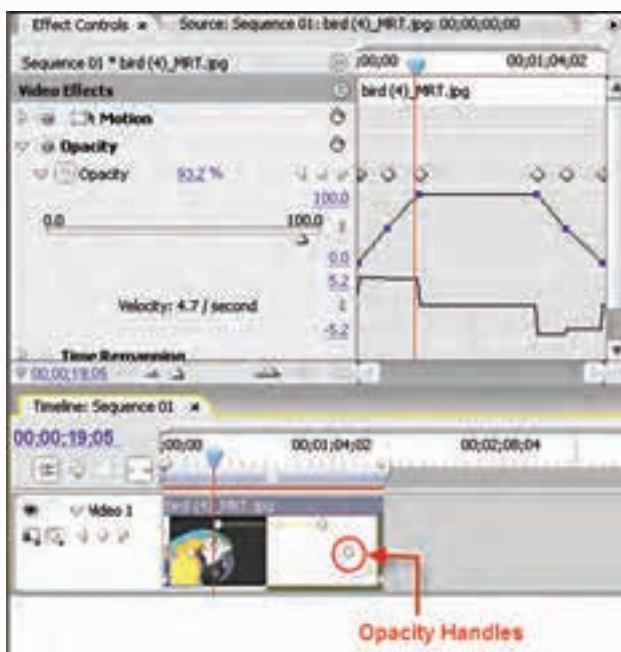 Effect Controls × Source: Sequence 01: bird (4)_MRT.jpg: 00;00;00;00
Sequence 01 * bird (4)_MRT.jpg
;00;00 00;01;04;02
Video Effects
bird (4)_MRT.jpg
Motion
Opacity
Opacity 93.2 %
100.0
0.0 100.0
0.0
5.2
Velocity: 4.7 / second
-5.2
Time Remapping
00;00;19;05
Timeline: Sequence 01 ×
00;00;19;05 ;00;00 00;01;04;02 00;02;08;04
Video 1
bird (4)_MRT.jpg
Opacity Handles